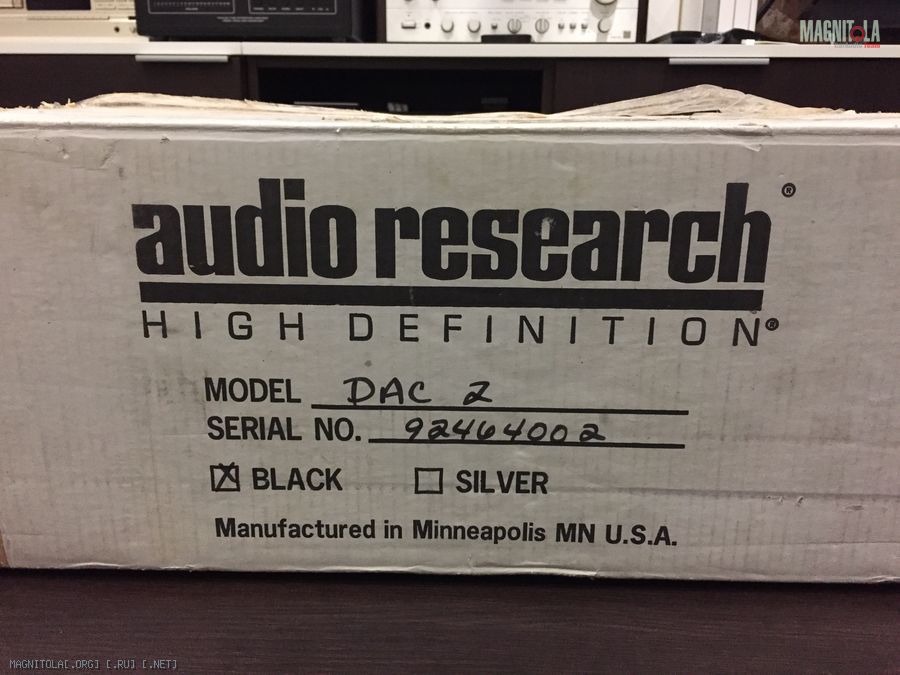 MAGNITOLA
audio research®
HIGH DEFINITION®
MODEL DAC 2
SERIAL NO. 92464002
BLACK SILVER
Manufactured in Minneapolis MN U.S.A.
MAGNITOLA[.ORG] [.RU] [.NET]